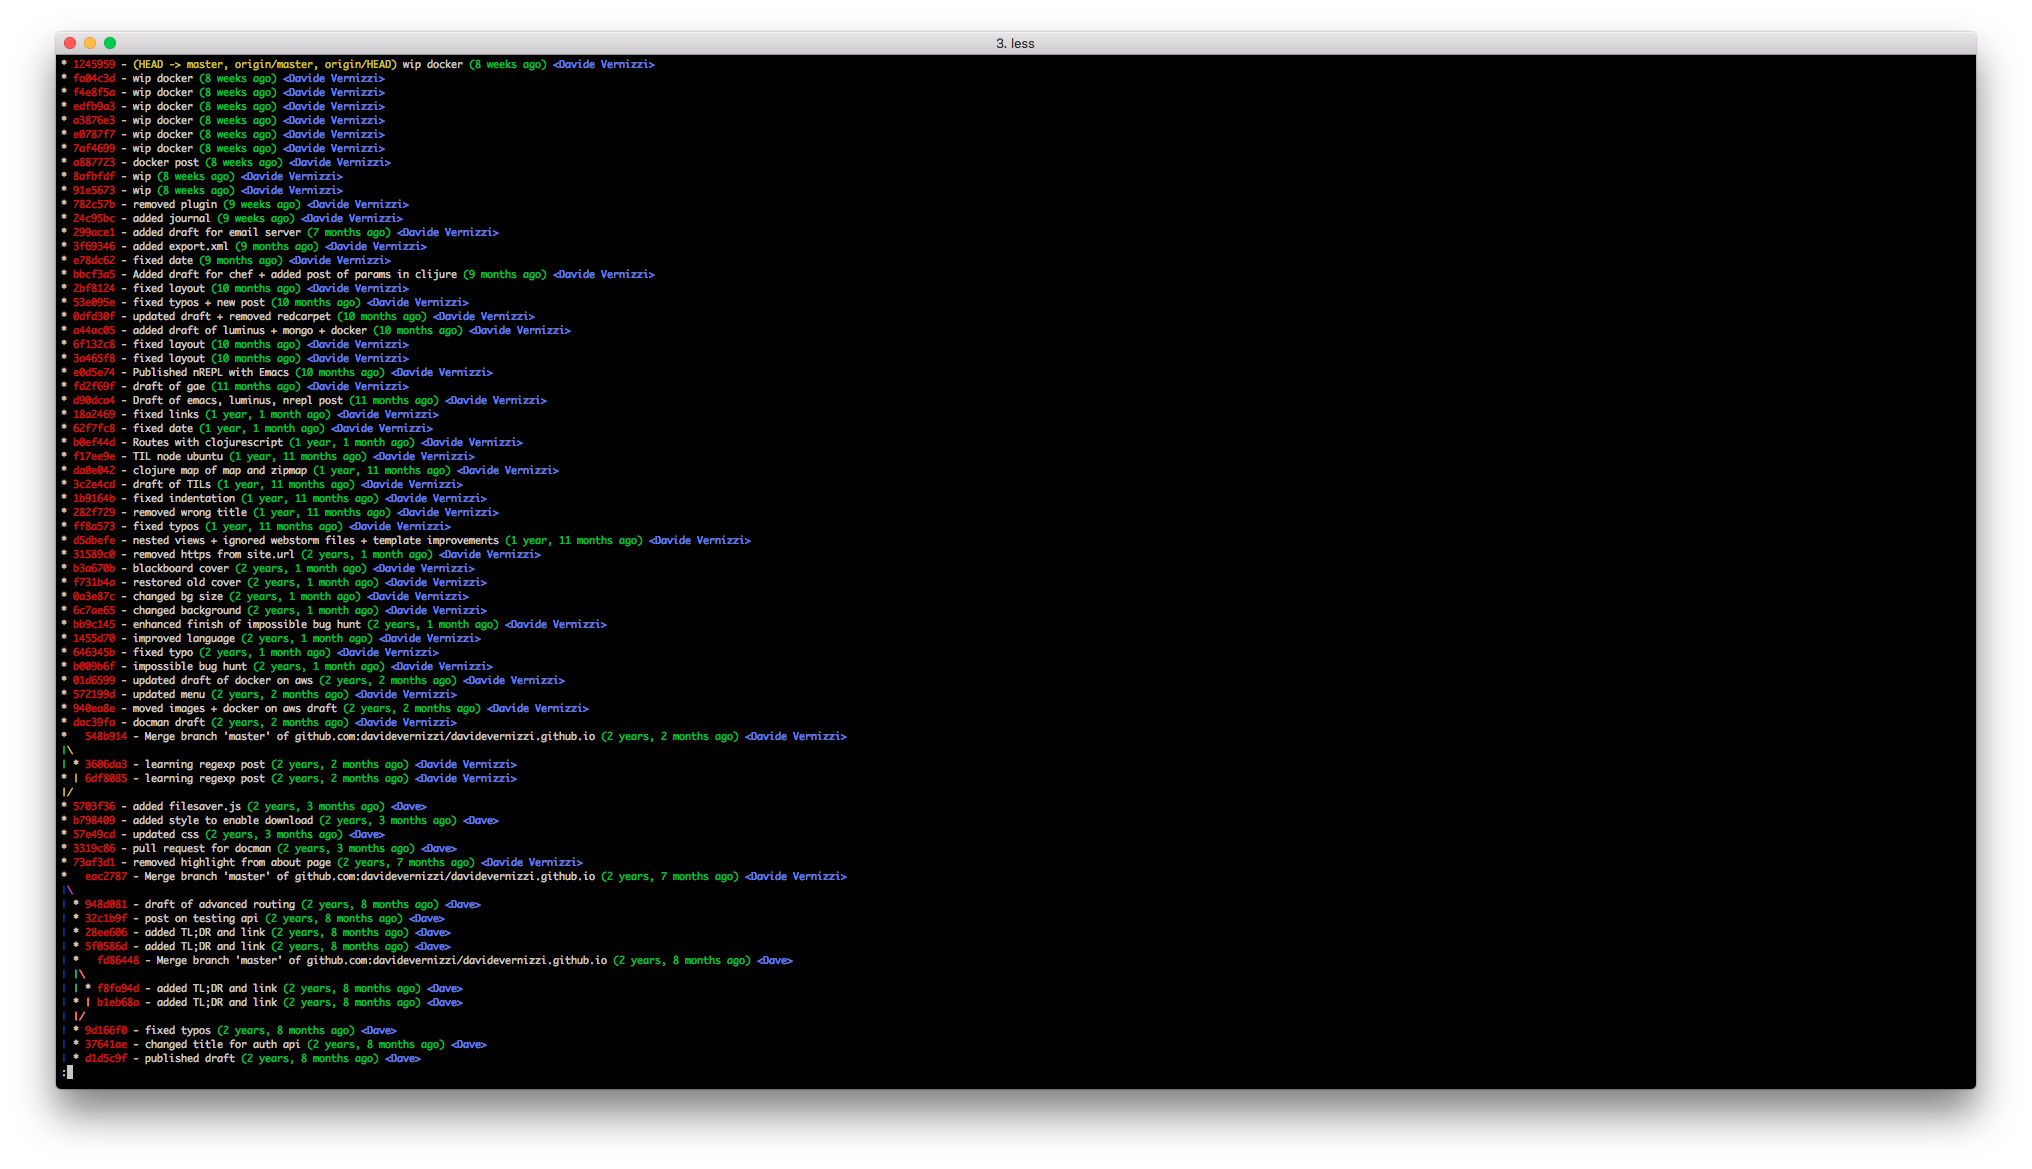 3. less
* 1245959 - (HEAD -> master, origin/master, origin/HEAD) wip docker (8 weeks ago) <Davide Vernizzi>
* fa04c3d - wip docker (8 weeks ago) <Davide Vernizzi>
* f4e8f5a - wip docker (8 weeks ago) <Davide Vernizzi>
* edfb9a3 - wip docker (8 weeks ago) <Davide Vernizzi>
* a3876e3 - wip docker (8 weeks ago) <Davide Vernizzi>
* e0787f7 - wip docker (8 weeks ago) <Davide Vernizzi>
* 7af4699 - wip docker (8 weeks ago) <Davide Vernizzi>
* a887723 - docker post (8 weeks ago) <Davide Vernizzi>
* 8afbfdf - wip (8 weeks ago) <Davide Vernizzi>
* 91e5673 - wip (8 weeks ago) <Davide Vernizzi>
* 782c57b - removed plugin (9 weeks ago) <Davide Vernizzi>
* 24c95bc - added journal (9 weeks ago) <Davide Vernizzi>
* 299ace1 - added draft for email server (7 months ago) <Davide Vernizzi>
* 3f69346 - added export.xml (9 months ago) <Davide Vernizzi>
* e78dc62 - fixed date (9 months ago) <Davide Vernizzi>
* bbcf3a5 - Added draft for chef + added post of params in clijure (9 months ago) <Davide Vernizzi>
* 2bf8124 - fixed layout (10 months ago) <Davide Vernizzi>
* 53e095e - fixed typos + new post (10 months ago) <Davide Vernizzi>
* 0dfd30f - updated draft + removed redcarpet (10 months ago) <Davide Vernizzi>
* a44ac05 - added draft of luminus + mongo + docker (10 months ago) <Davide Vernizzi>
* 6f132c8 - fixed layout (10 months ago) <Davide Vernizzi>
* 3a465f8 - fixed layout (10 months ago) <Davide Vernizzi>
* e0d5e74 - Published nREPL with Emacs (10 months ago) <Davide Vernizzi>
* fd2f69f - draft of gae (11 months ago) <Davide Vernizzi>
* d90dca4 - Draft of emacs, luminus, nrepl post (11 months ago) <Davide Vernizzi>
* 18a2469 - fixed links (1 year, 1 month ago) <Davide Vernizzi>
* 62f7fc8 - fixed date (1 year, 1 month ago) <Davide Vernizzi>
* b0ef44d - Routes with clojurescript (1 year, 1 month ago) <Davide Vernizzi>
* f17ee9e - TIL node ubuntu (1 year, 11 months ago) <Davide Vernizzi>
* da0e042 - clojure map of map and zipmap (1 year, 11 months ago) <Davide Vernizzi>
* 3c2e4cd - draft of TILs (1 year, 11 months ago) <Davide Vernizzi>
* 1b9164b - fixed indentation (1 year, 11 months ago) <Davide Vernizzi>
* 282f729 - removed wrong title (1 year, 11 months ago) <Davide Vernizzi>
* ff8a573 - fixed typos (1 year, 11 months ago) <Davide Vernizzi>
* d5dbefe - nested views + ignored webstorm files + template improvements (1 year, 11 months ago) <Davide Vernizzi>
* 31589c0 - removed https from site.url (2 years, 1 month ago) <Davide Vernizzi>
* b3a670b - blackboard cover (2 years, 1 month ago) <Davide Vernizzi>
* f731b4a - restored old cover (2 years, 1 month ago) <Davide Vernizzi>
* 0a3e87c - changed bg size (2 years, 1 month ago) <Davide Vernizzi>
* 6c7ae65 - changed background (2 years, 1 month ago) <Davide Vernizzi>
* bb9c145 - enhanced finish of impossible bug hunt (2 years, 1 month ago) <Davide Vernizzi>
* 1455d70 - improved language (2 years, 1 month ago) <Davide Vernizzi>
* 646345b - fixed typo (2 years, 1 month ago) <Davide Vernizzi>
* b009b6f - impossible bug hunt (2 years, 1 month ago) <Davide Vernizzi>
* 01d6599 - updated draft of docker on aws (2 years, 2 months ago) <Davide Vernizzi>
* 572199d - updated menu (2 years, 2 months ago) <Davide Vernizzi>
* 940ea8e - moved images + docker on aws draft (2 years, 2 months ago) <Davide Vernizzi>
* dac39fa - docman draft (2 years, 2 months ago) <Davide Vernizzi>
*   548b914 - Merge branch 'master' of github.com:davidevernizzi/davidevernizzi.github.io (2 years, 2 months ago) <Davide Vernizzi>
|\
| * 3606da3 - learning regexp post (2 years, 2 months ago) <Davide Vernizzi>
* | 6df8085 - learning regexp post (2 years, 2 months ago) <Davide Vernizzi>
|/
* 5703f36 - added filesaver.js (2 years, 3 months ago) <Dave>
* b798409 - added style to enable download (2 years, 3 months ago) <Dave>
* 57e49cd - updated css (2 years, 3 months ago) <Dave>
* 3319c86 - pull request for docman (2 years, 3 months ago) <Dave>
* 73af3d1 - removed highlight from about page (2 years, 7 months ago) <Davide Vernizzi>
*   eac2787 - Merge branch 'master' of github.com:davidevernizzi/davidevernizzi.github.io (2 years, 7 months ago) <Davide Vernizzi>
|\
| * 948d081 - draft of advanced routing (2 years, 8 months ago) <Dave>
| * 32c1b9f - post on testing api (2 years, 8 months ago) <Dave>
| * 28ee606 - added TL;DR and link (2 years, 8 months ago) <Dave>
| * 5f0586d - added TL;DR and link (2 years, 8 months ago) <Dave>
| *   fd86448 - Merge branch 'master' of github.com:davidevernizzi/davidevernizzi.github.io (2 years, 8 months ago) <Dave>
| |\
| | * f8fa94d - added TL;DR and link (2 years, 8 months ago) <Dave>
| * | b1eb68a - added TL;DR and link (2 years, 8 months ago) <Dave>
| |/
| * 9d166f0 - fixed typos (2 years, 8 months ago) <Dave>
| * 37641ae - changed title for auth api (2 years, 8 months ago) <Dave>
| * d1d5c9f - published draft (2 years, 8 months ago) <Dave>
: